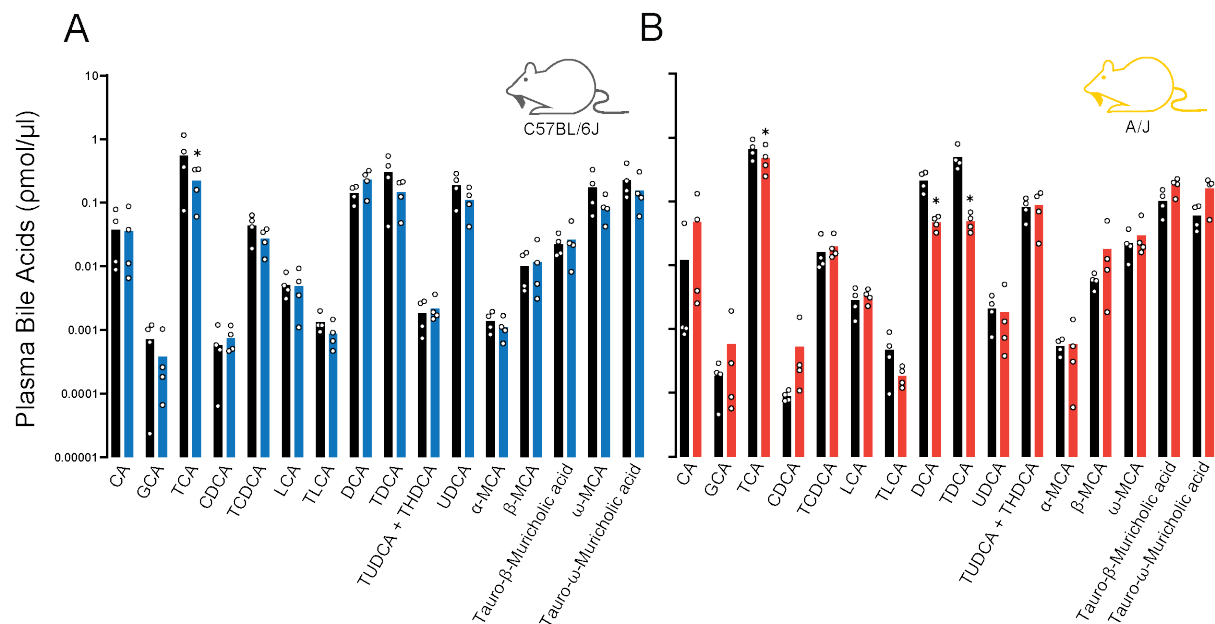 A
B
C57BL/6J
A/J
Plasma Bile Acids (pmol/µl)
10
1
0.1
0.01
0.001
0.0001
0.00001
*
*
*
*
CA
GCA
TCA
CDCA
TCDCA
LCA
TLCA
DCA
TDCA
TUDCA + THDCA
UDCA
α-MCA
β-MCA
Tauro-β-Muricholic acid
ω-MCA
Tauro-ω-Muricholic acid
CA
GCA
TCA
CDCA
TCDCA
LCA
TLCA
DCA
TDCA
UDCA
TUDCA + THDCA
α-MCA
β-MCA
ω-MCA
Tauro-β-Muricholic acid
Tauro-ω-Muricholic acid